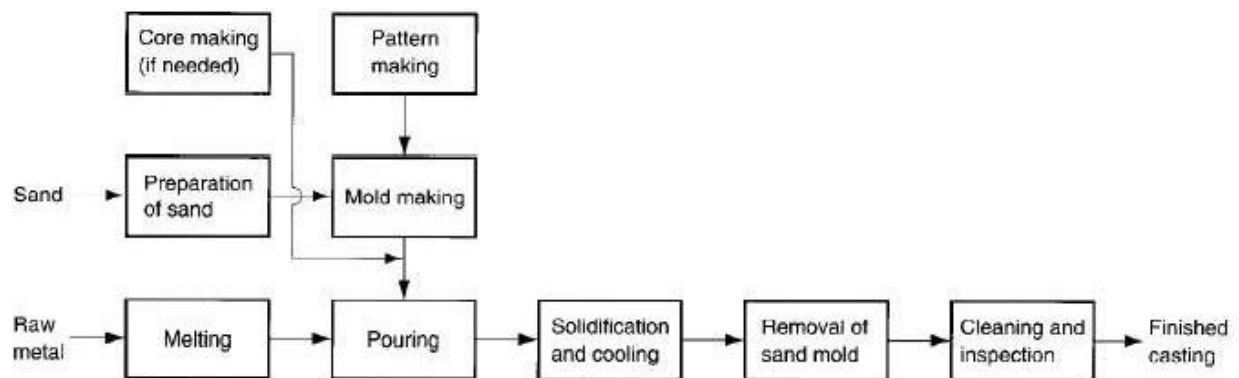 Core making
(if needed)
Pattern
making
Sand
Preparation
of sand
Mold making
Raw
metal
Melting
Pouring
Solidification
and cooling
Removal of
sand mold
Cleaning and
inspection
Finished
casting